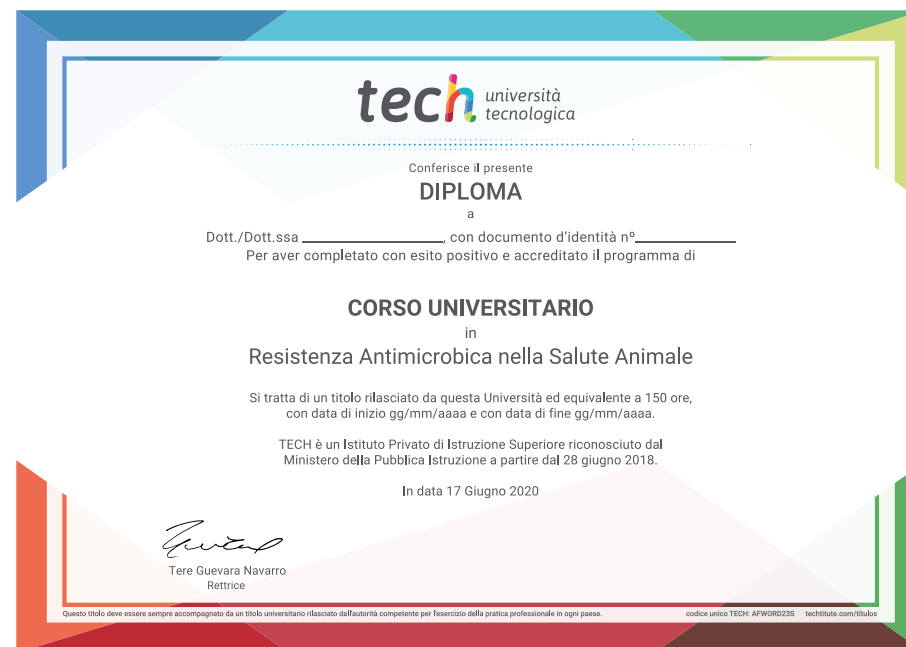 tech università
tecnologica
Conferisce il presente
DIPLOMA
a
Dott./Dott.ssa ____________________, con documento d'identità nº______________
Per aver completato con esito positivo e accreditato il programma di
CORSO UNIVERSITARIO
in
Resistenza Antimicrobica nella Salute Animale
Si tratta di un titolo rilasciato da questa Università ed equivalente a 150 ore,
con data di inizio gg/mm/aaaa e con data di fine gg/mm/aaaa.
TECH è un Istituto Privato di Istruzione Superiore riconosciuto dal
Ministero della Pubblica Istruzione a partire dal 28 giugno 2018.
In data 17 Giugno 2020
Tere Guevara Navarro
Rettrice
Questo titolo deve essere sempre accompagnato da un titolo universitario rilasciato dall'autorità competente per l'esercizio della pratica professionale in ogni paese. codice unico TECH: AFWORD23S techtitute.com/titulos